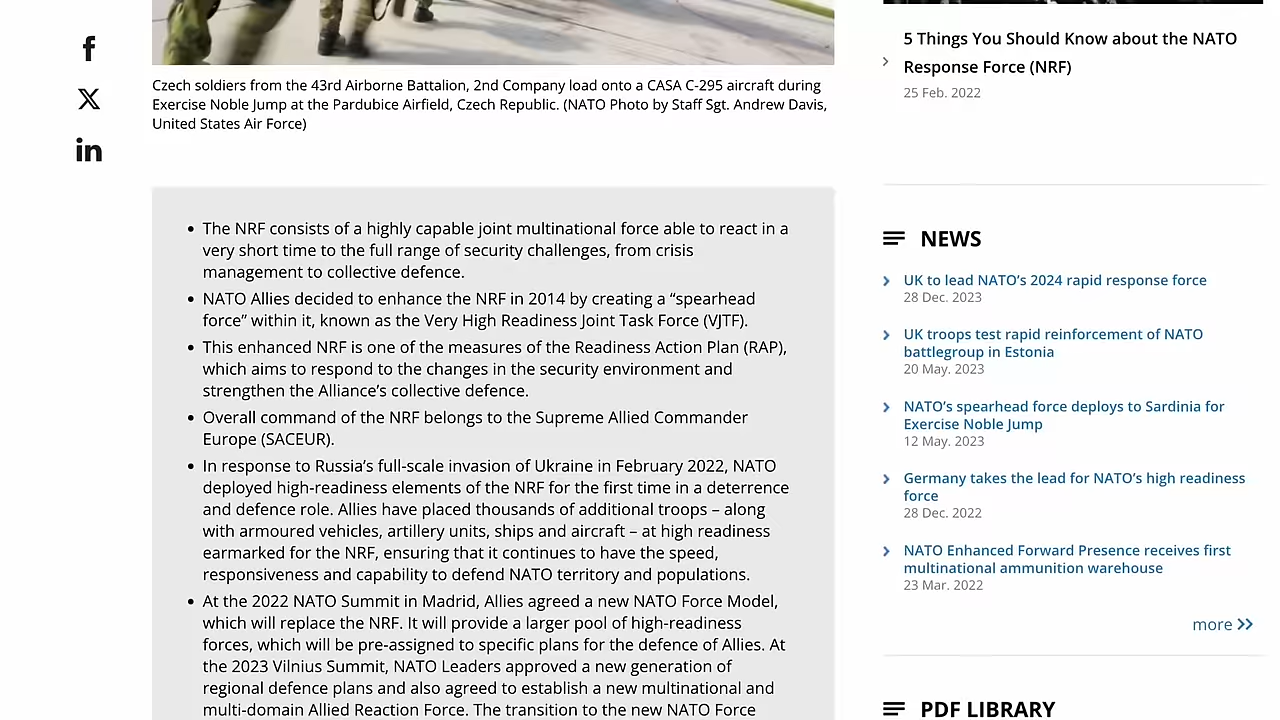 Czech soldiers from the 43rd Airborne Battalion, 2nd Company load onto a CASA C-295 aircraft during
Exercise Noble Jump at the Pardubice Airfield, Czech Republic. (NATO Photo by Staff Sgt. Andrew Davis,
United States Air Force)
• The NRF consists of a highly capable joint multinational force able to react in a
very short time to the full range of security challenges, from crisis
management to collective defence.
• NATO Allies decided to enhance the NRF in 2014 by creating a “spearhead
force” within it, known as the Very High Readiness Joint Task Force (VJTF).
• This enhanced NRF is one of the measures of the Readiness Action Plan (RAP),
which aims to respond to the changes in the security environment and
strengthen the Alliance’s collective defence.
• Overall command of the NRF belongs to the Supreme Allied Commander
Europe (SACEUR).
• In response to Russia’s full-scale invasion of Ukraine in February 2022, NATO
deployed high-readiness elements of the NRF for the first time in a deterrence
and defence role. Allies have placed thousands of additional troops – along
with armoured vehicles, artillery units, ships and aircraft – at high readiness
earmarked for the NRF, ensuring that it continues to have the speed,
responsiveness and capability to defend NATO territory and populations.
• At the 2022 NATO Summit in Madrid, Allies agreed a new NATO Force Model,
which will replace the NRF. It will provide a larger pool of high-readiness
forces, which will be pre-assigned to specific plans for the defence of Allies. At
the 2023 Vilnius Summit, NATO Leaders approved a new generation of
regional defence plans and also agreed to establish a new multinational and
multi-domain Allied Reaction Force. The transition to the new NATO Force
5 Things You Should Know about the NATO
Response Force (NRF)
25 Feb. 2022
NEWS
UK to lead NATO’s 2024 rapid response force
28 Dec. 2023
UK troops test rapid reinforcement of NATO
battlegroup in Estonia
20 May. 2023
NATO’s spearhead force deploys to Sardinia for
Exercise Noble Jump
12 May. 2023
Germany takes the lead for NATO’s high readiness
force
28 Dec. 2022
NATO Enhanced Forward Presence receives first
multinational ammunition warehouse
23 Mar. 2022
more
PDF LIBRARY